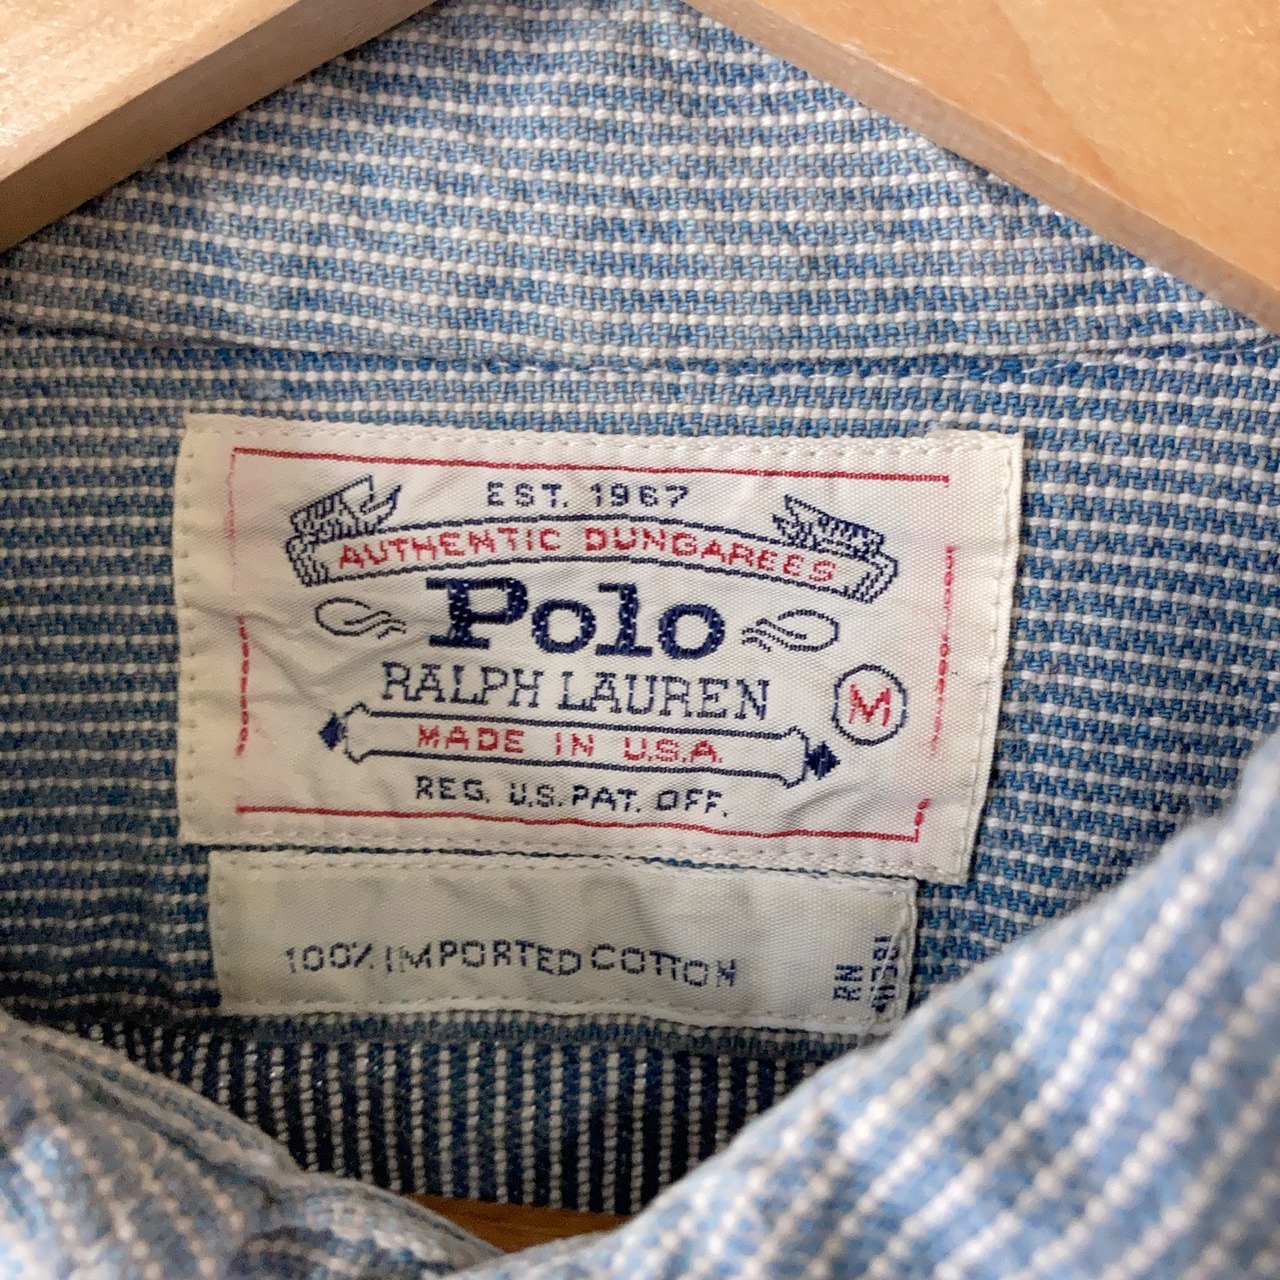 EST. 1967
AUTHENTIC DUNGAREES
Polo
RALPH LAUREN
M
MADE IN U.S.A.
REG. U.S. PAT. OFF.
100% IMPORTED COTTON
RN